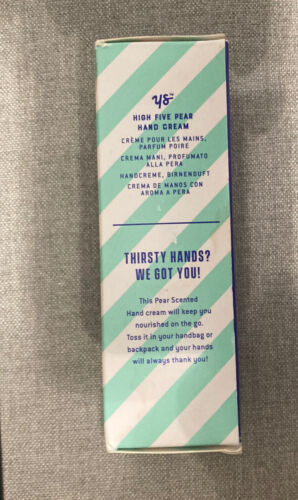 ys™
HIGH FIVE PEAR
HAND CREAM
CRÈME POUR LES MAINS,
PARFUM POIRE
CREMA MANI, PROFUMATO
ALLA PERA
HANDCREME, BIRNENDUFT
CREMA DE MANOS CON
AROMA A PERA
THIRSTY HANDS?
WE GOT YOU!
This Pear Scented
Hand cream will keep you
nourished on the go.
Toss it in your handbag or
backpack and your hands
will always thank you!